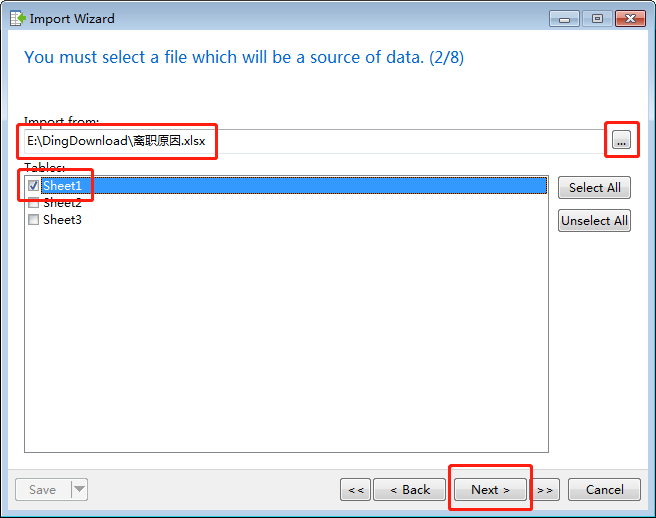 Import Wizard
You must select a file which will be a source of data. (2/8)
Import from:
E:\DingDownload\离职原因.xlsx
...
Tables:
Sheet1
Sheet2
Sheet3
Select All
Unselect All
Save
<<
< Back
Next >
>>
Cancel